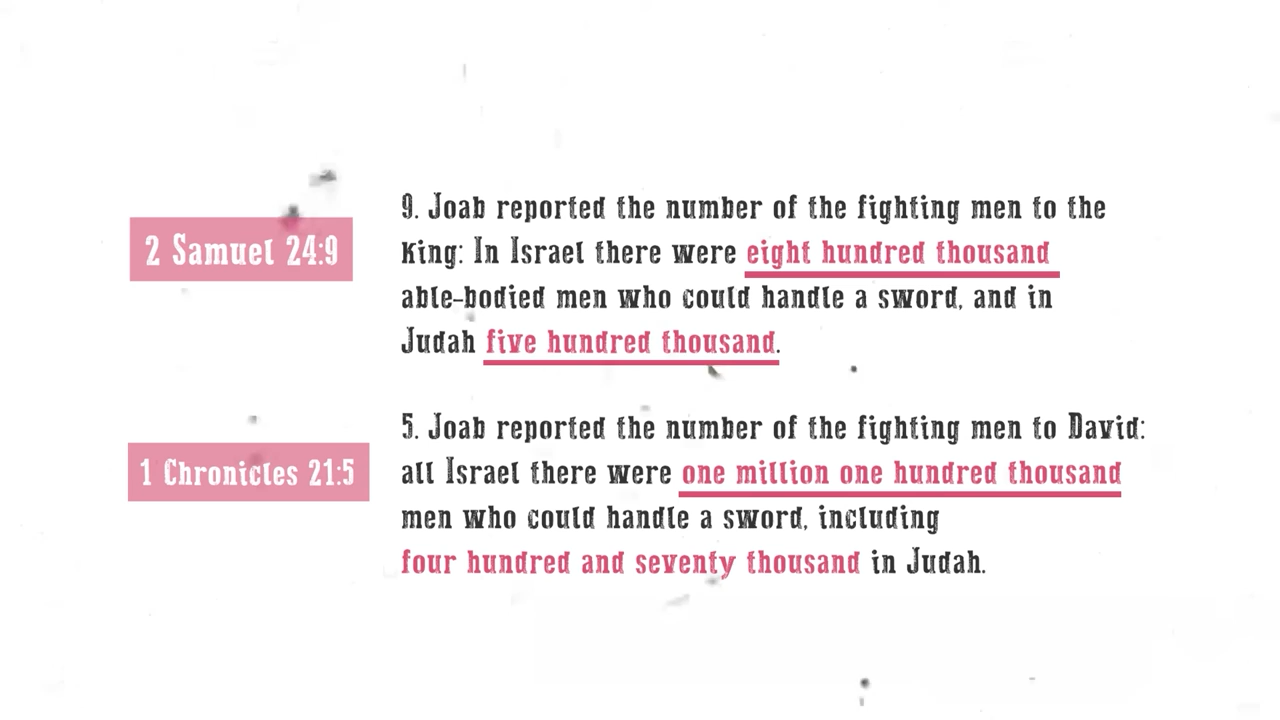 2 Samuel 24:9
9. Joab reported the number of the fighting men to the
King: In Israel there were eight hundred thousand
able-bodied men who could handle a sword, and in
Judah five hundred thousand.
1 Chronicles 21:5
5. Joab reported the number of the fighting men to David:
all Israel there were one million one hundred thousand
men who could handle a sword, including
four hundred and seventy thousand in Judah.